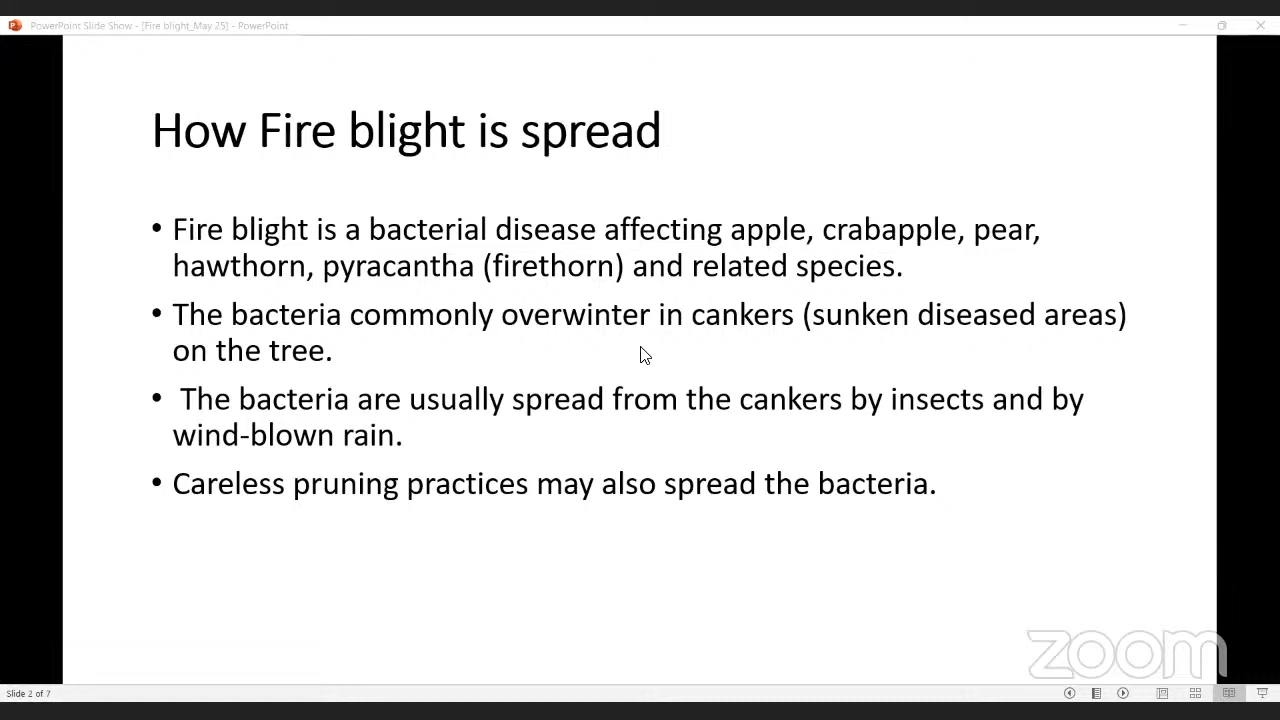 PowerPoint Slide Show - [Fire blight_May 25] - PowerPoint
How Fire blight is spread
• Fire blight is a bacterial disease affecting apple, crabapple, pear,
hawthorn, pyracantha (firethorn) and related species.
• The bacteria commonly overwinter in cankers (sunken diseased areas)
on the tree.
• The bacteria are usually spread from the cankers by insects and by
wind-blown rain.
• Careless pruning practices may also spread the bacteria.
zoom
Slide 2 of 7